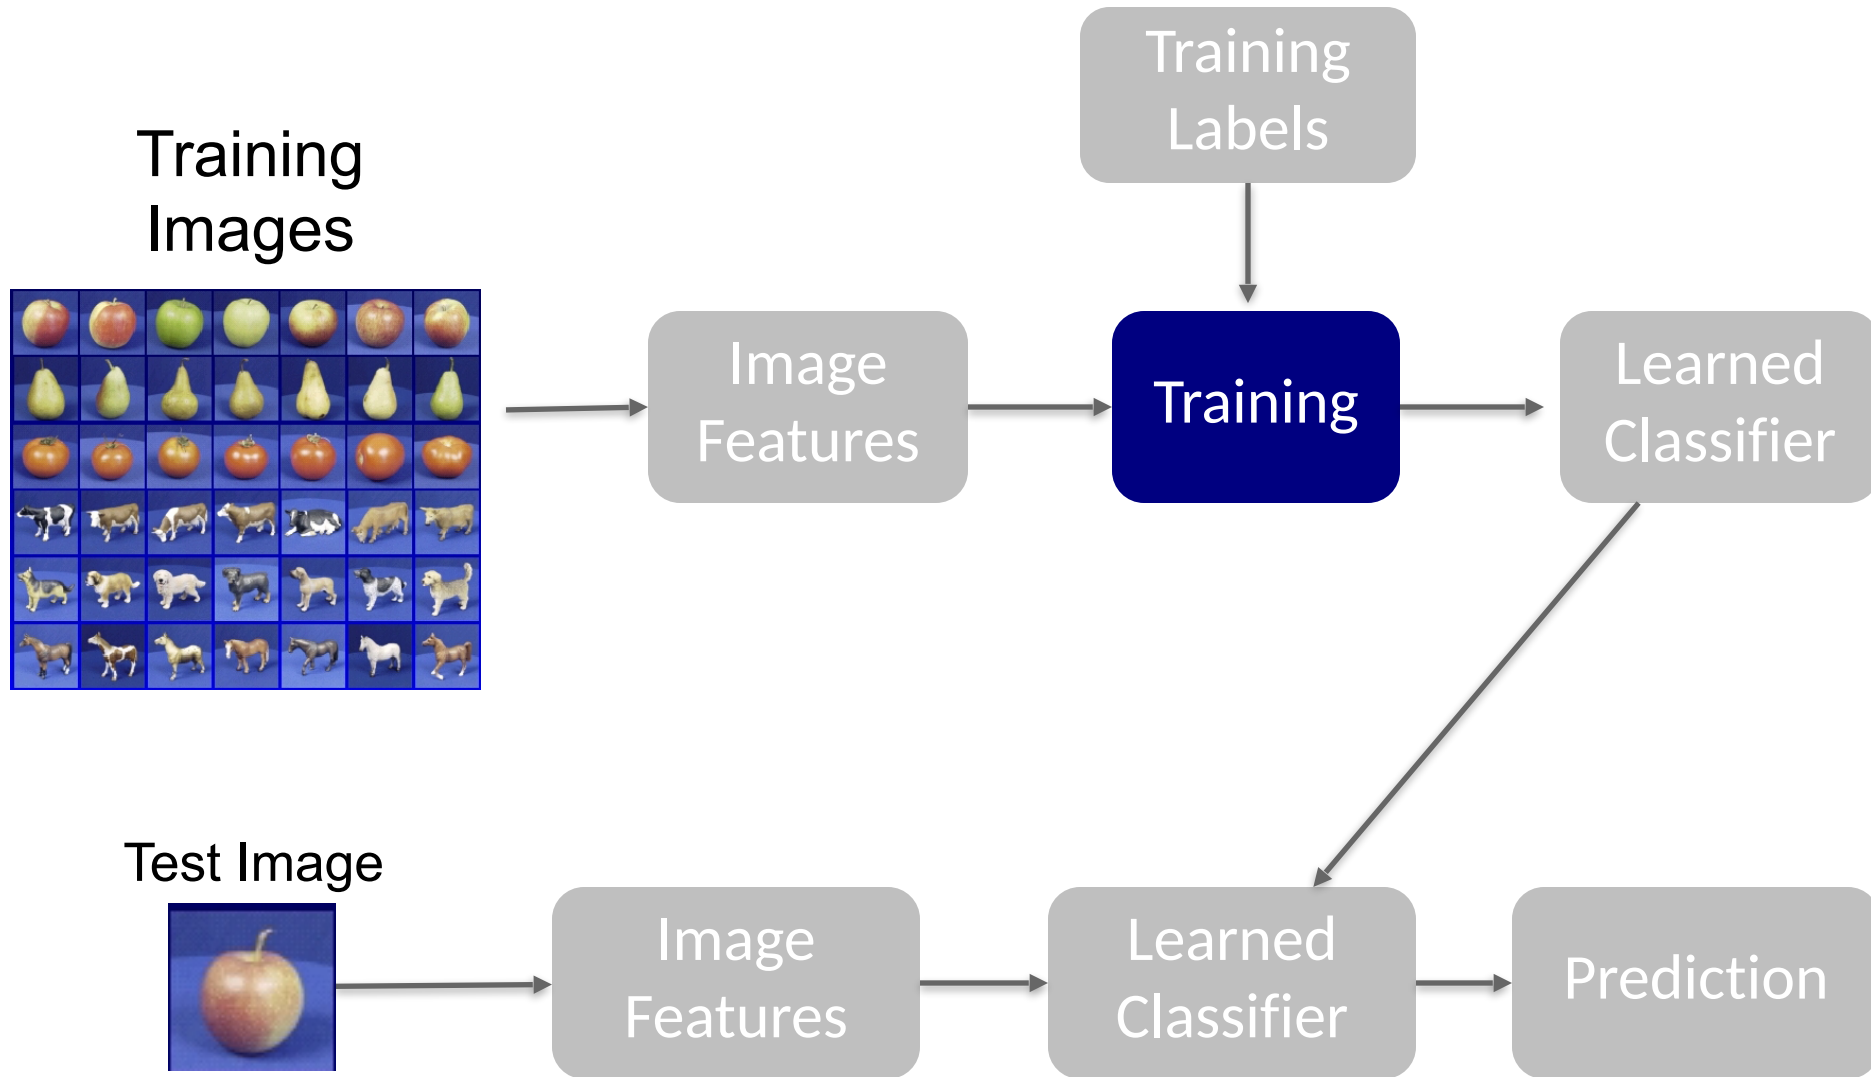 Training
Labels
Training
Images
Image
Features
Training
Learned
Classifier
Test Image
Image
Features
Learned
Classifier
Prediction